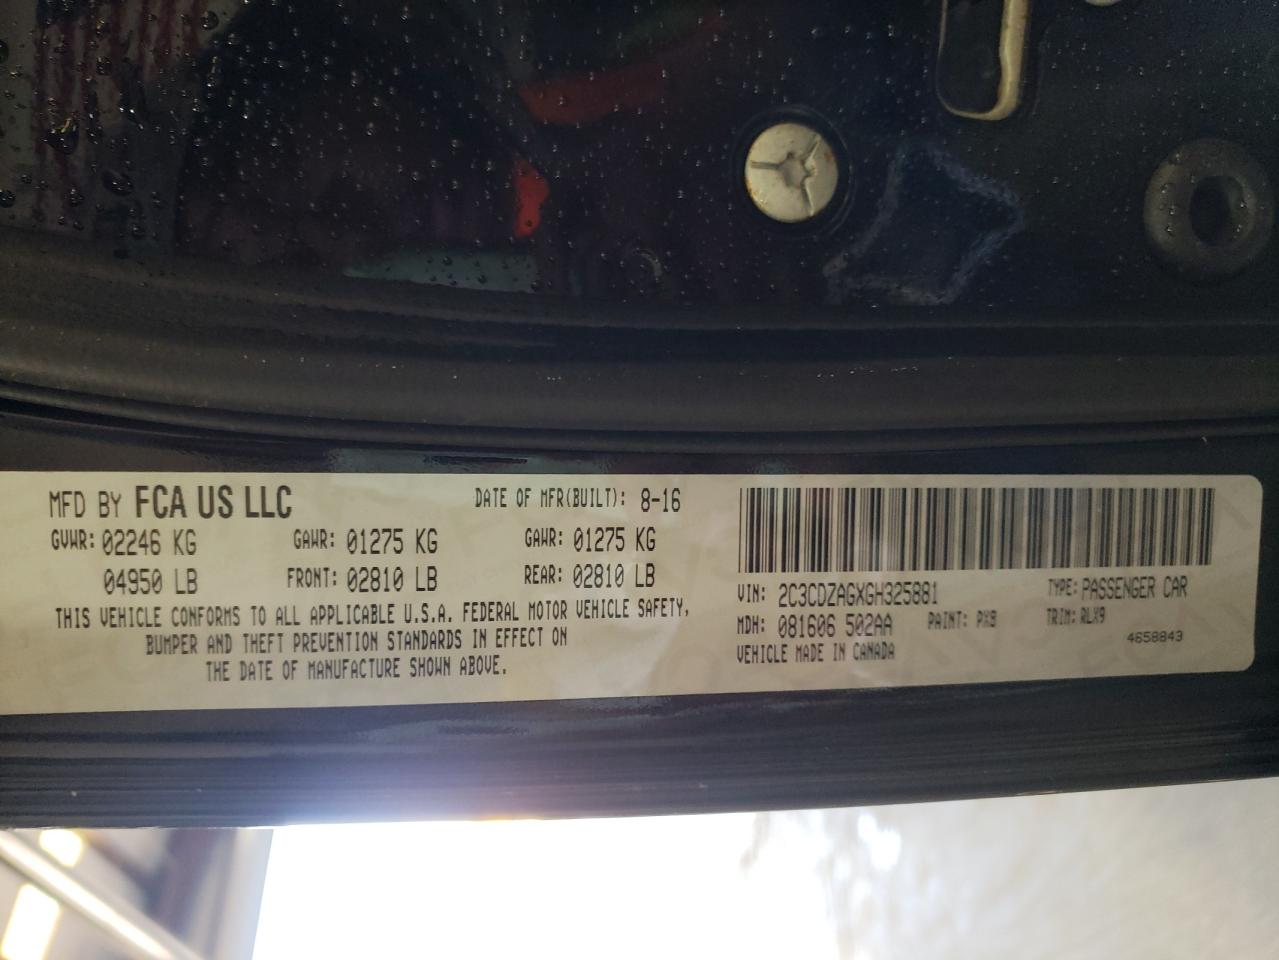 MFD BY FCA US LLC DATE OF MFR(BUILT): 8-16
GVWR: 02246 KG GAWR: 01275 KG GAWR: 01275 KG
04950 LB FRONT: 02810 LB REAR: 02810 LB
THIS VEHICLE CONFORMS TO ALL APPLICABLE U.S.A. FEDERAL MOTOR VEHICLE SAFETY,
BUMPER AND THEFT PREVENTION STANDARDS IN EFFECT ON
THE DATE OF MANUFACTURE SHOWN ABOVE.
VIN: 2C3CDZAGXGH325881 TYPE: PASSENGER CAR
MDH: 081606 502AA PAINT: PX8 TRIM: RLX9
VEHICLE MADE IN CANADA 4658843